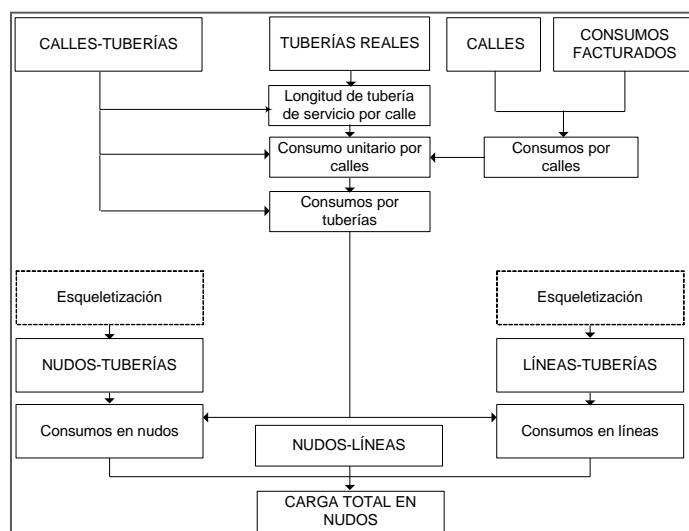 CALLES-TUBERÍAS
TUBERÍAS REALES
CALLES
CONSUMOS
FACTURADOS
Longitud de tubería
de servicio por calle
Consumo unitario por
calles
Consumos por
calles
Consumos por
tuberías
Esqueletización
Esqueletización
NUDOS-TUBERÍAS
LÍNEAS-TUBERÍAS
Consumos en nudos
NUDOS-LÍNEAS
Consumos en líneas
CARGA TOTAL EN
NUDOS